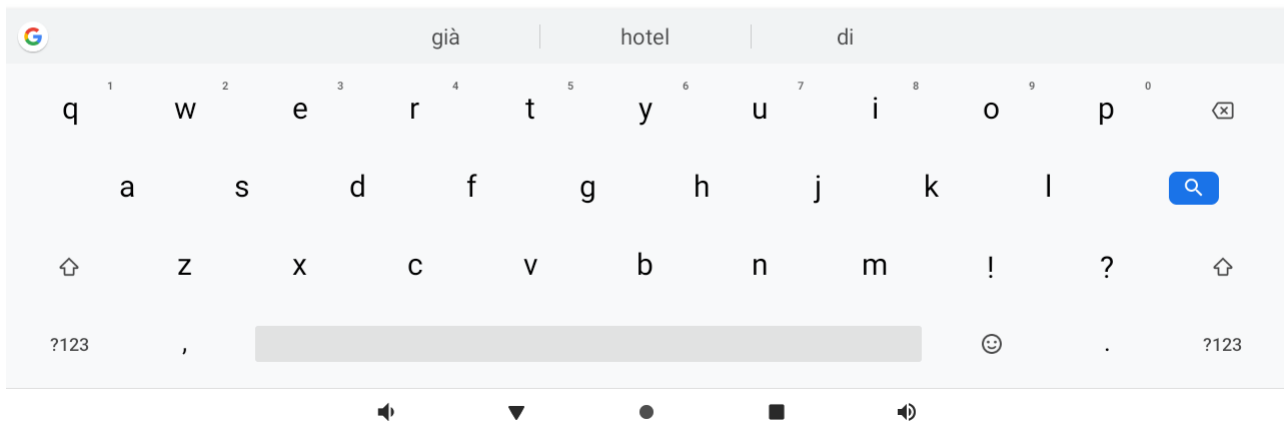 già hotel di
q 1 w 2 e 3 r 4 t 5 y 6 u 7 i 8 o 9 p 0
a s d f g h j k l
z x c v b n m ! ?
?123 , . ?123